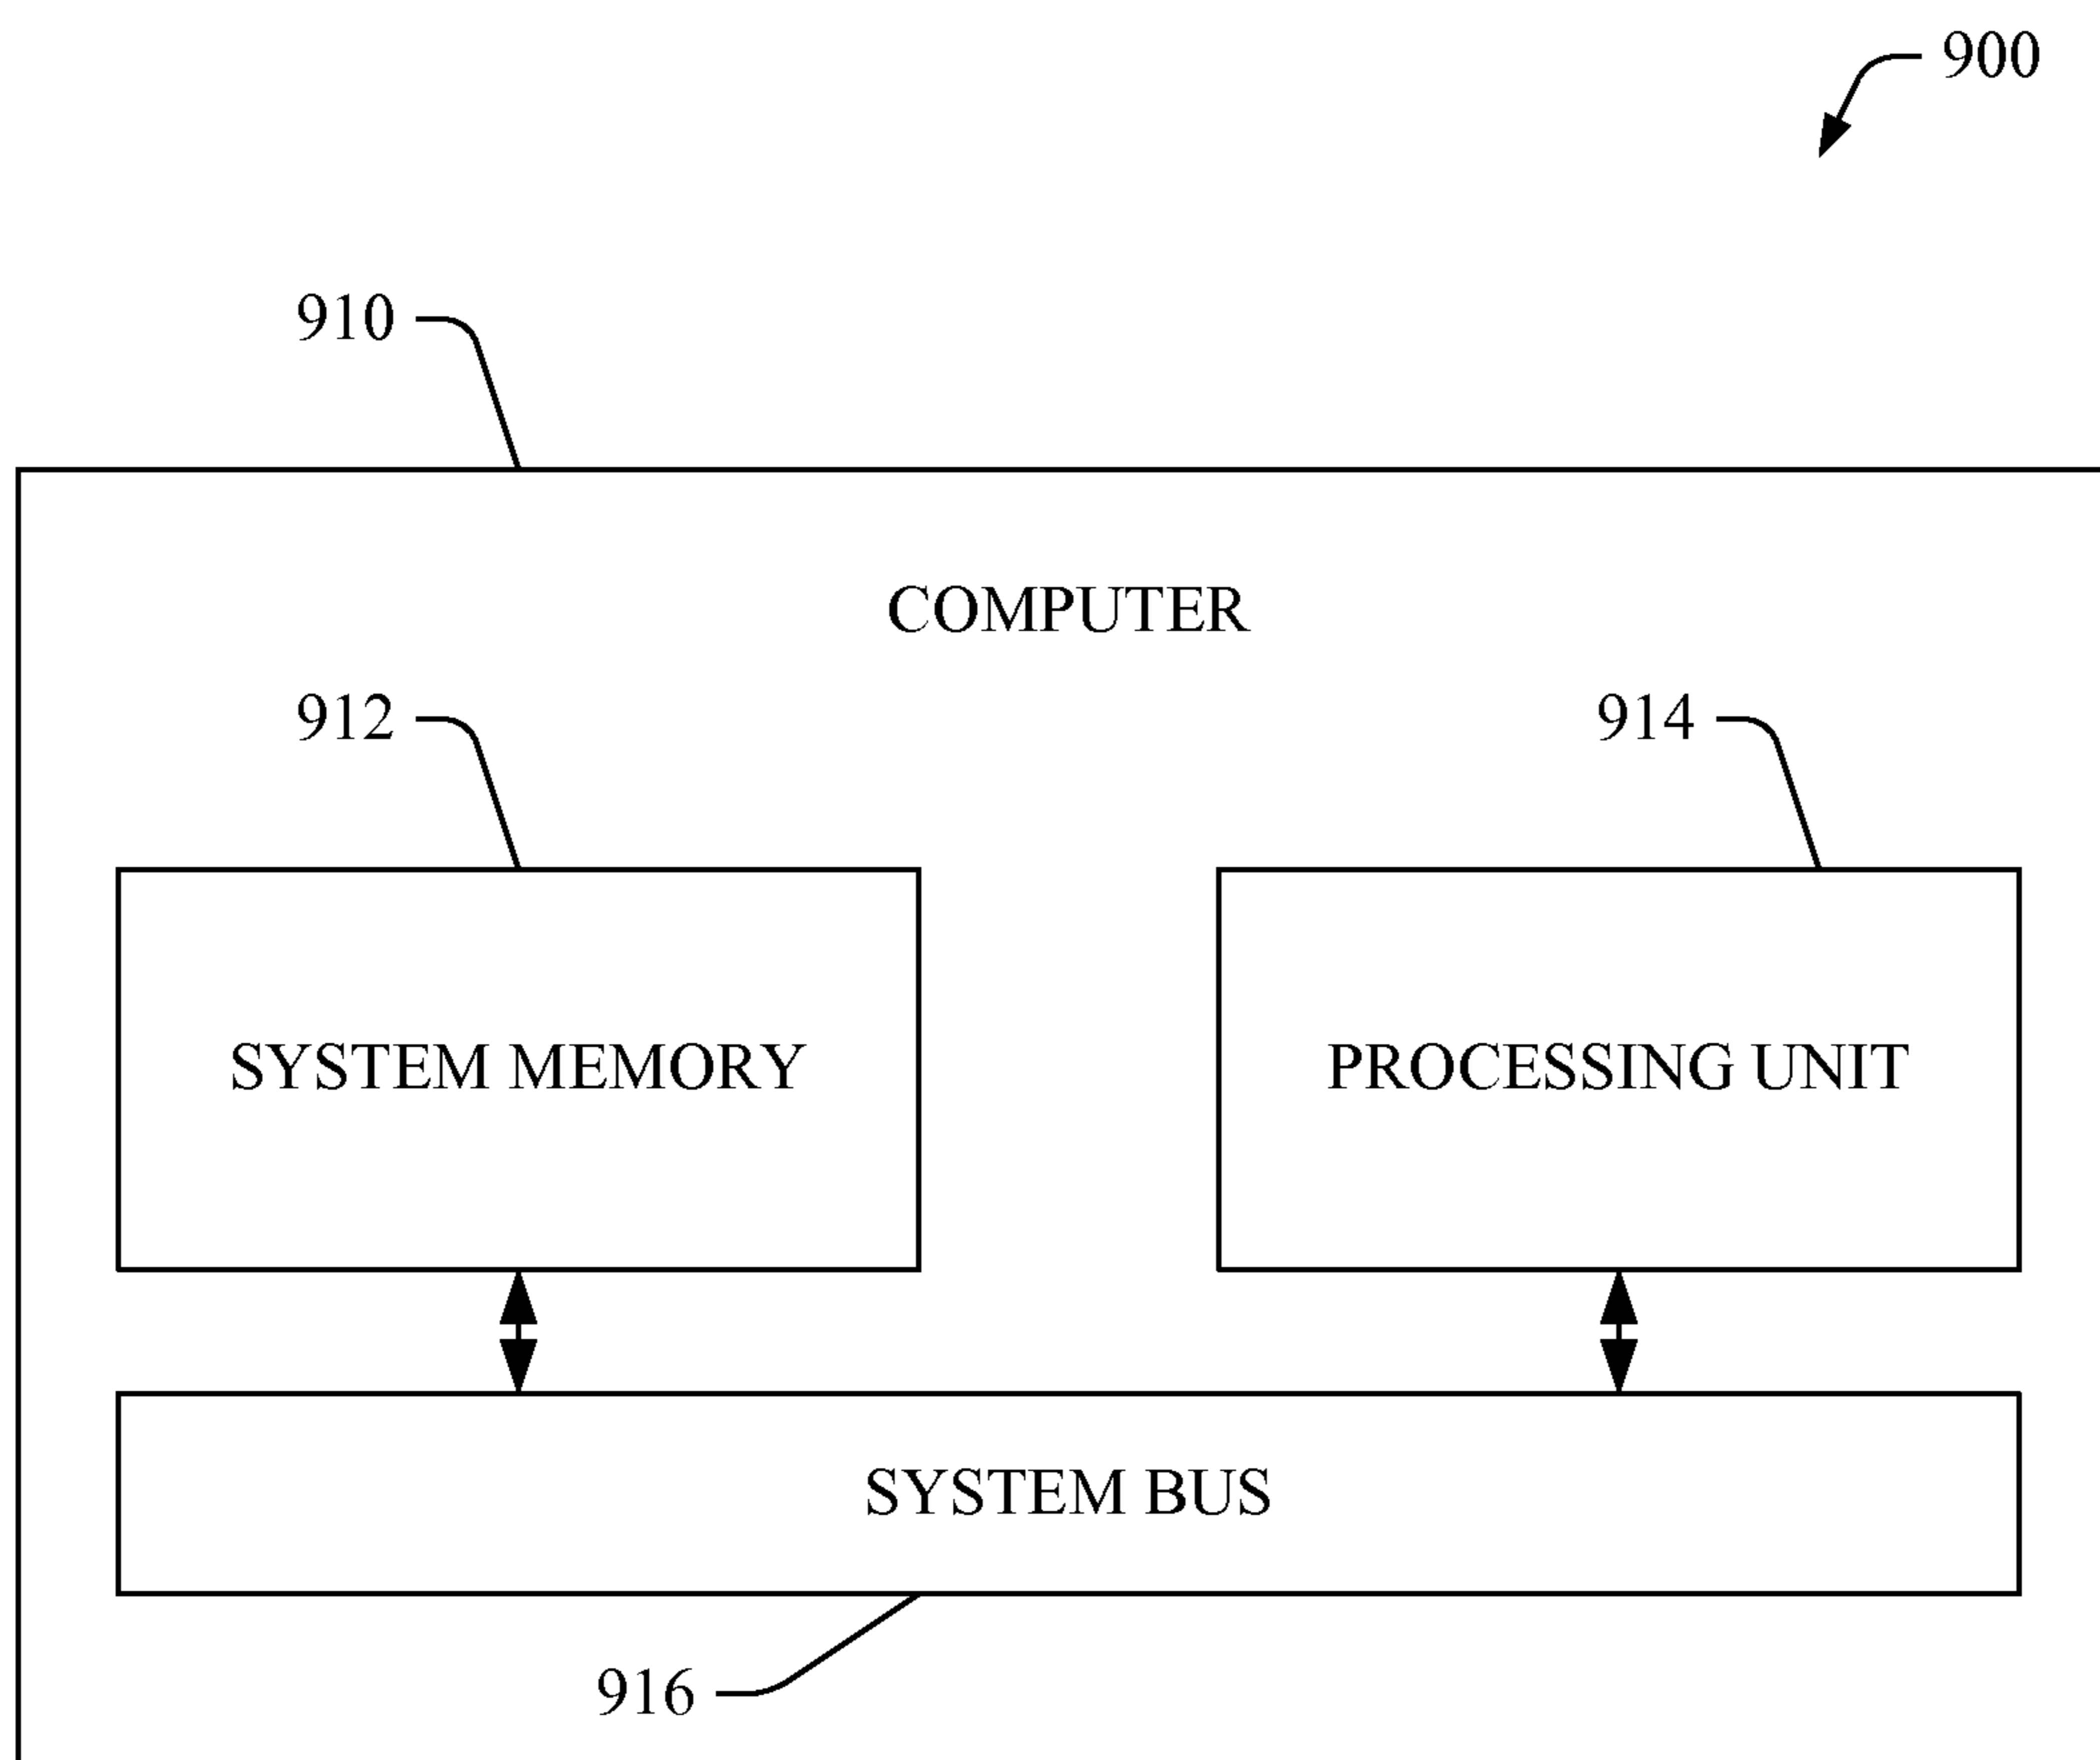 900
910
COMPUTER
912
914
SYSTEM MEMORY
PROCESSING UNIT
SYSTEM BUS
916